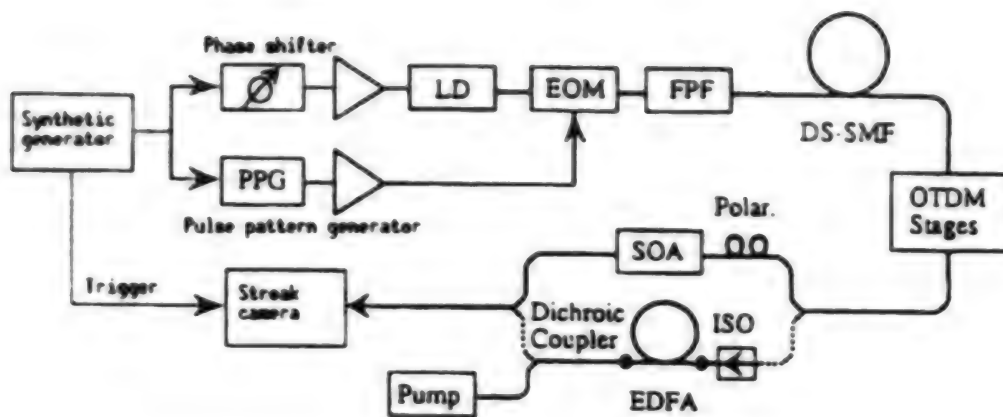 Phase shifter
Synthetic
generator
LD
EOM
FPF
DS-SMF
PPG
Pulse pattern generator
OTDM
Stages
Polar.
SOA
Trigger
Streak
camera
Dichroic
Coupler
ISO
Pump
EDFA